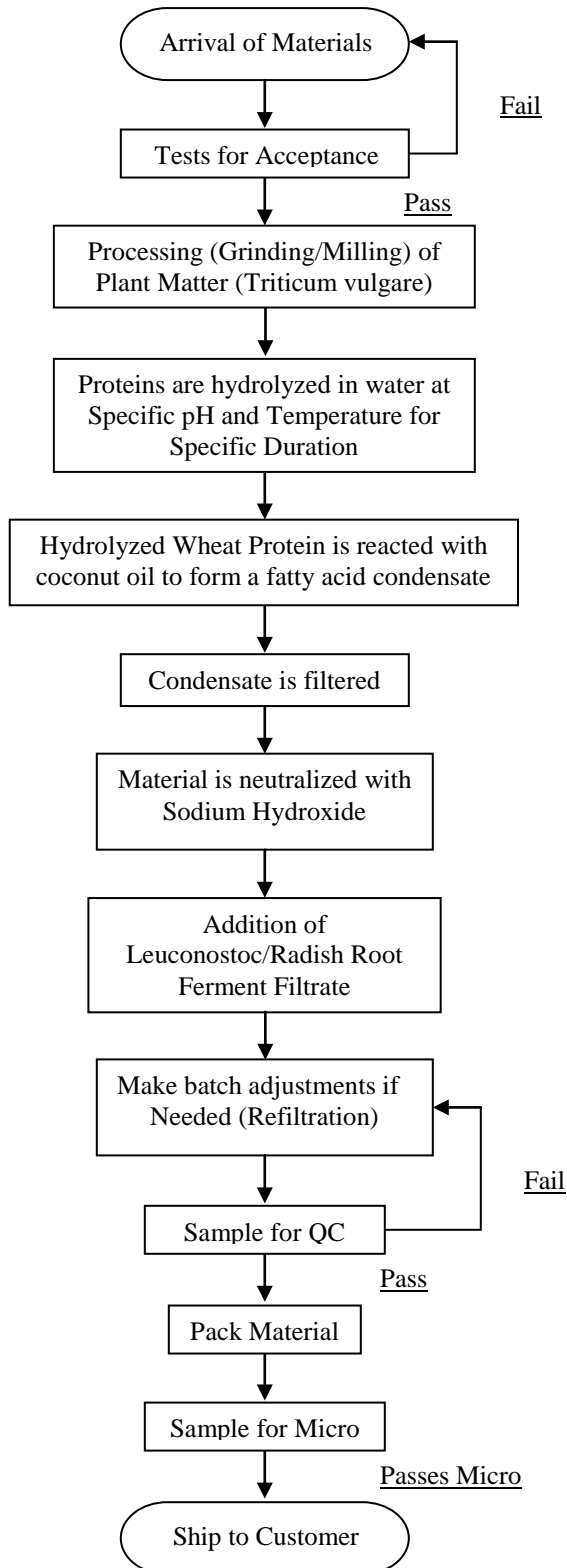 Arrival of Materials
Fail
Tests for Acceptance
Pass
Processing (Grinding/Milling) of
Plant Matter (Triticum vulgare)
Proteins are hydrolyzed in water at
Specific pH and Temperature for
Specific Duration
Hydrolyzed Wheat Protein is reacted with
coconut oil to form a fatty acid condensate
Condensate is filtered
Material is neutralized with
Sodium Hydroxide
Addition of
Leuconostoc/Radish Root
Ferment Filtrate
Make batch adjustments if
Needed (Refiltration)
Fail
Sample for QC
Pass
Pack Material
Sample for Micro
Passes Micro
Ship to Customer